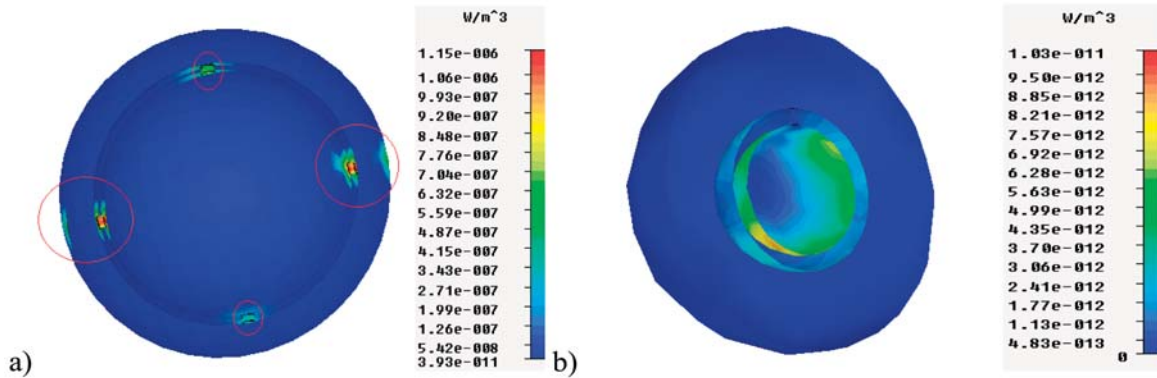 W/m^3
1.15e-006
1.06e-006
9.93e-007
9.20e-007
8.48e-007
7.76e-007
7.04e-007
6.32e-007
5.59e-007
4.87e-007
4.15e-007
3.43e-007
2.71e-007
1.99e-007
1.26e-007
5.42e-008
3.93e-011
a)
W/m^3
1.03e-011
9.50e-012
8.85e-012
8.21e-012
7.57e-012
6.92e-012
6.28e-012
5.63e-012
4.99e-012
4.35e-012
3.70e-012
3.06e-012
2.41e-012
1.77e-012
1.13e-012
4.83e-013
0
b)